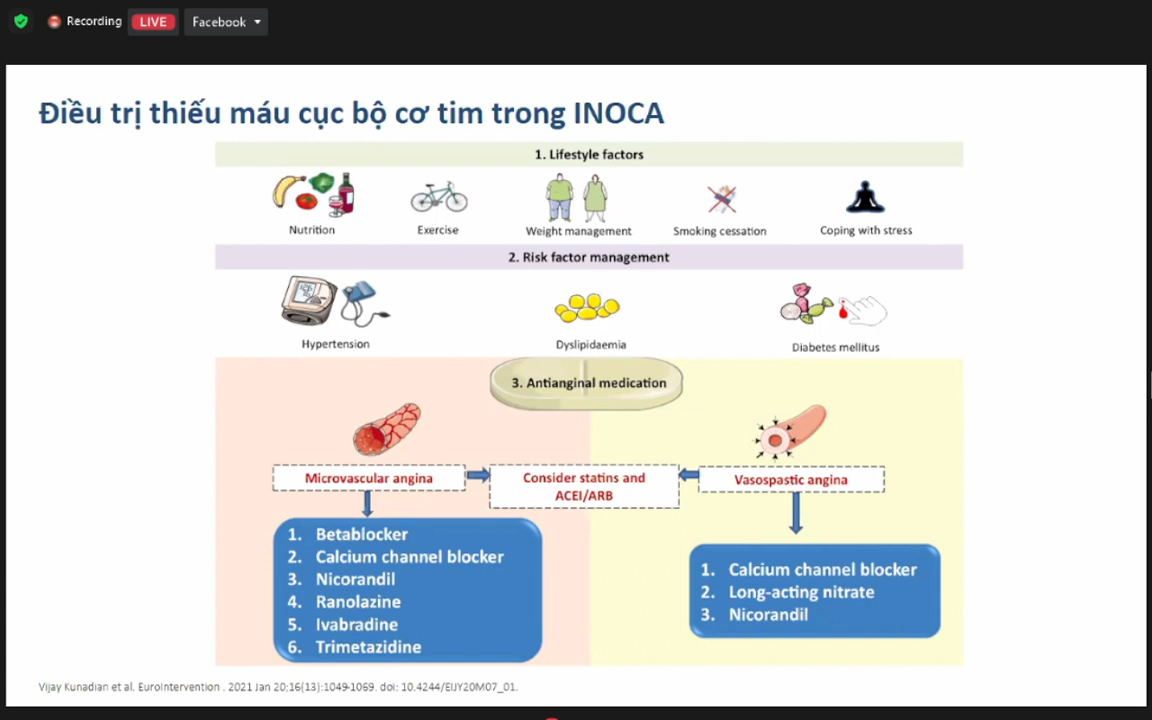 Recording
LIVE
Facebook
Điều trị thiếu máu cục bộ cơ tim trong INOCA
1. Lifestyle factors
Nutrition
Exercise
Weight management
Smoking cessation
Coping with stress
2. Risk factor management
Hypertension
Dyslipidaemia
Diabetes mellitus
3. Antianginal medication
Microvascular angina
Consider statins and
ACEI/ARB
Vasospastic angina
1. Betablocker
2. Calcium channel blocker
3. Nicorandil
4. Ranolazine
5. Ivabradine
6. Trimetazidine
1. Calcium channel blocker
2. Long-acting nitrate
3. Nicorandil
Vijay Kunadian et al. EuroIntervention . 2021 Jan 20;16(13):1049-1069. doi: 10.4244/EIJY20M07_01.